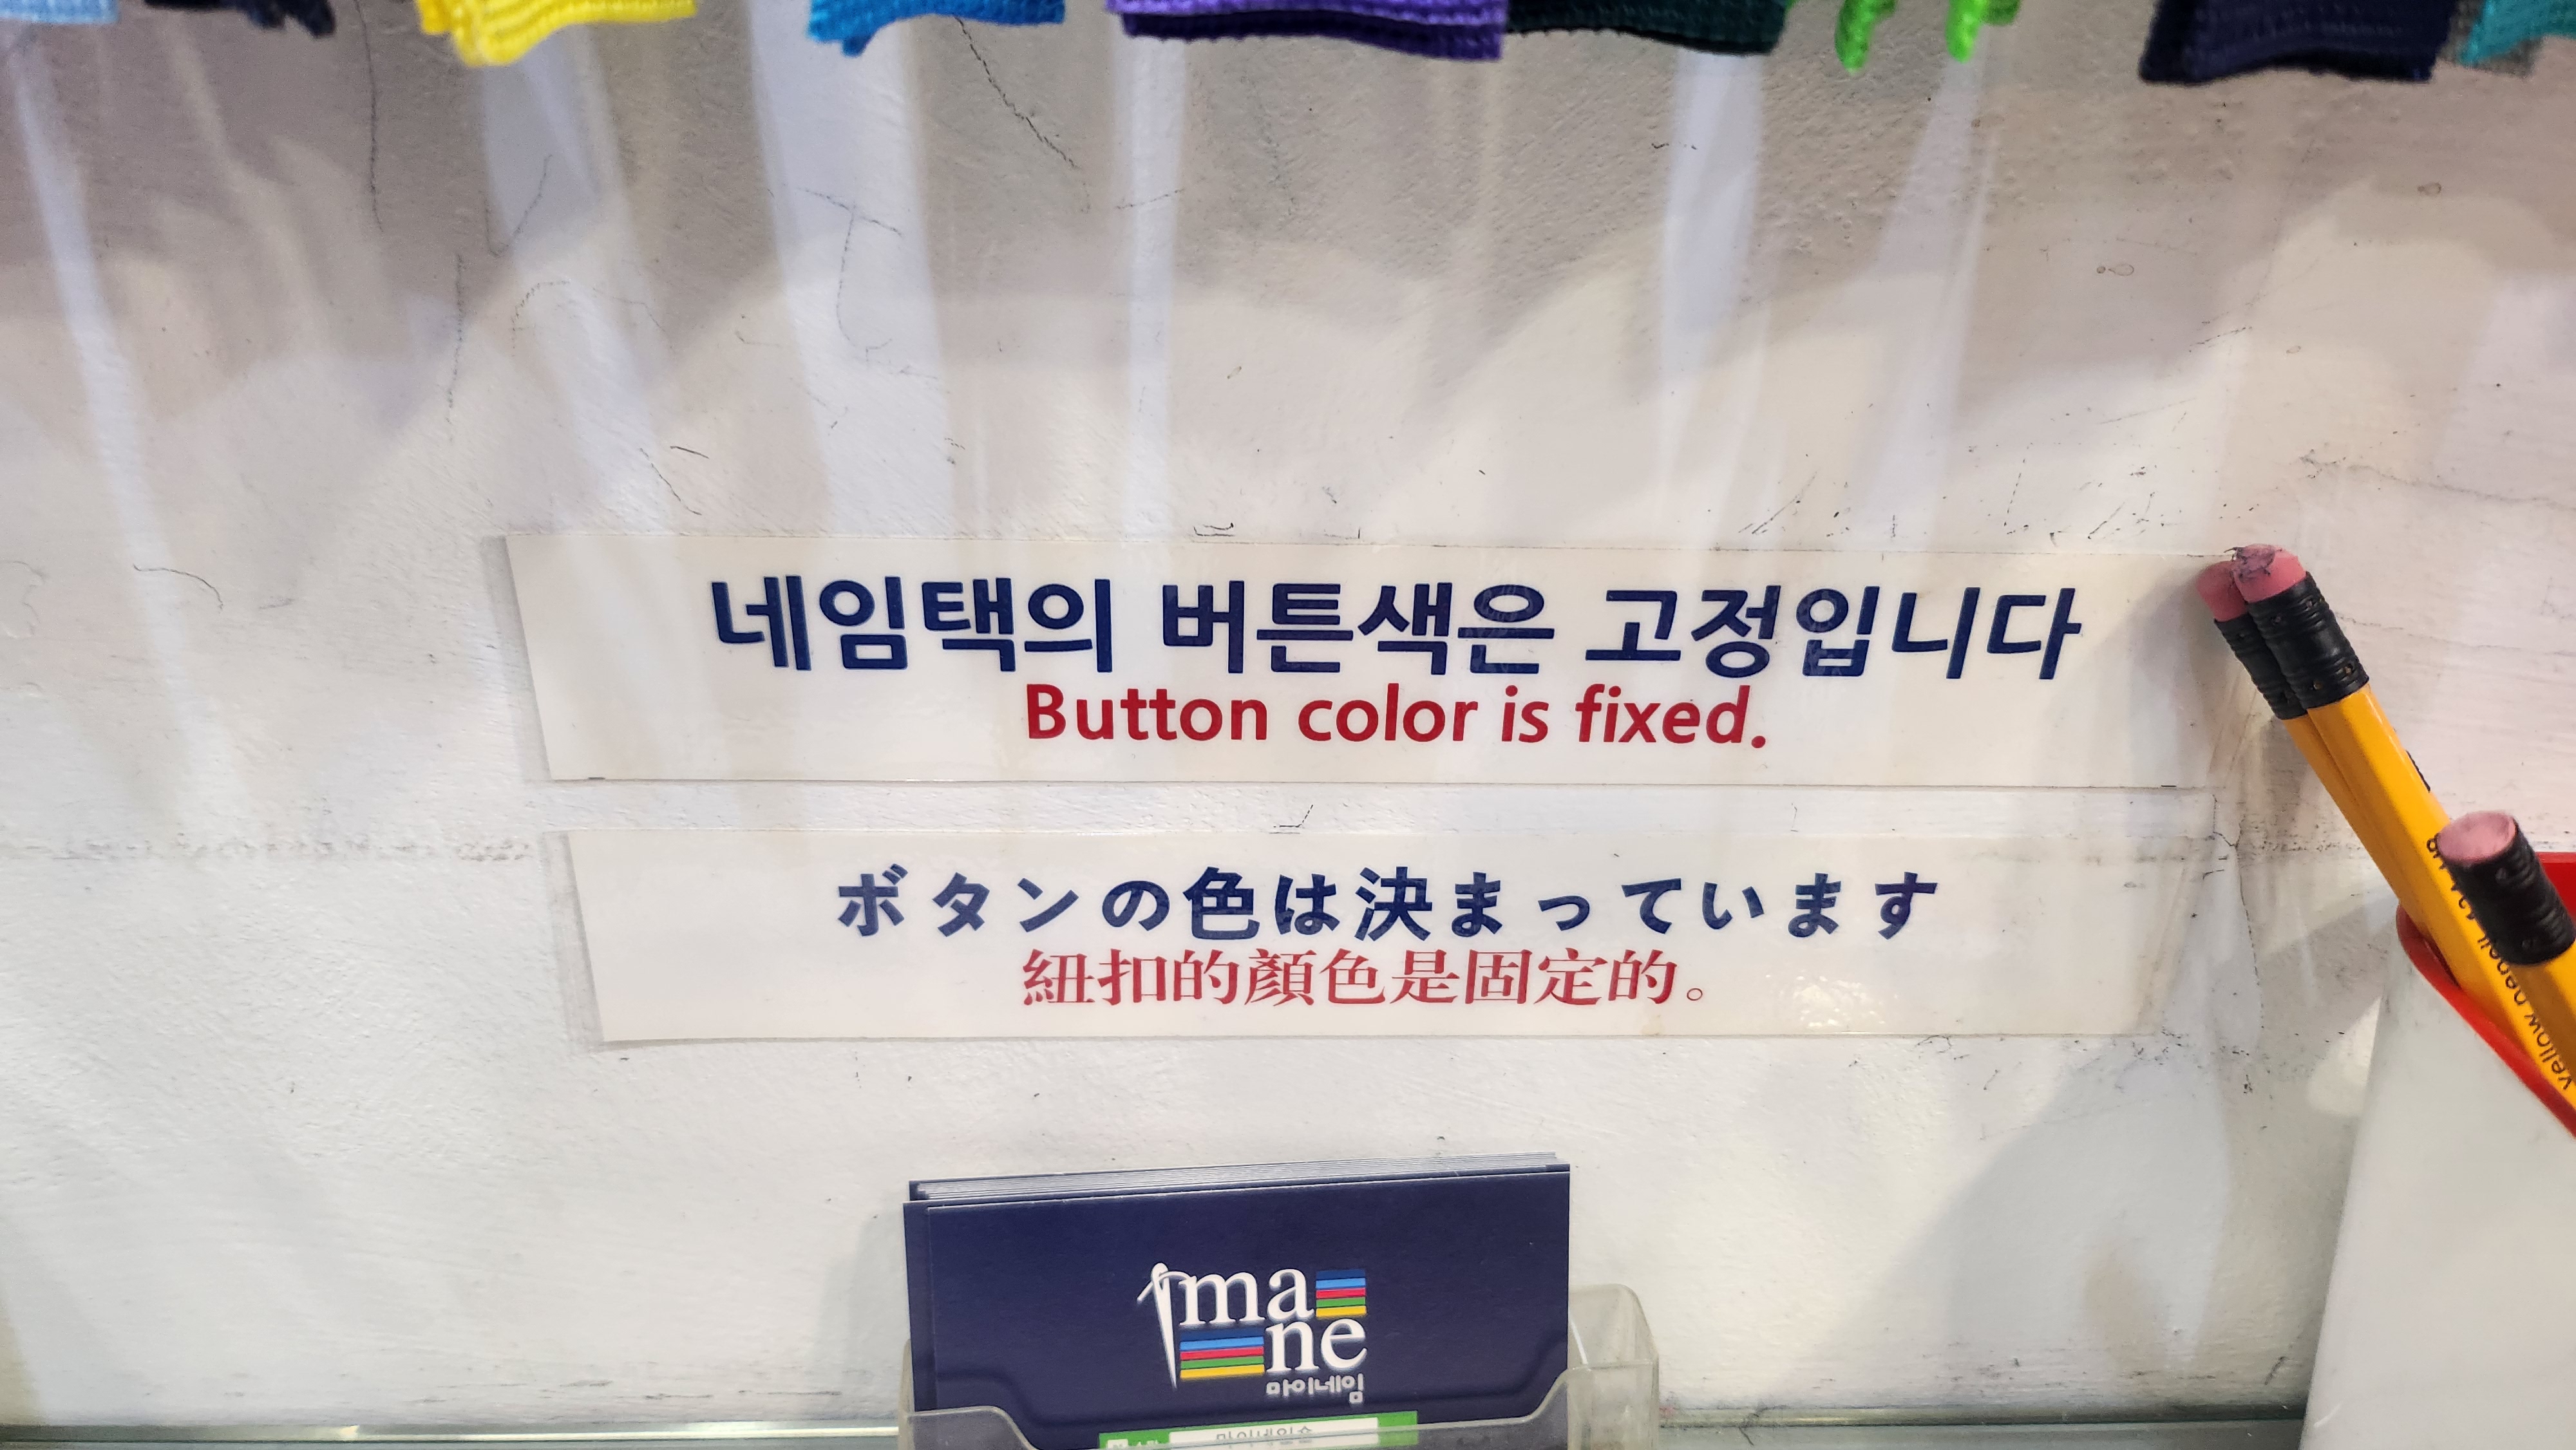 네임택의 버튼색은 고정입니다
Button color is fixed.
ボタンの色は決まっています
紐扣的顏色是固定的。
yellow pencil
ma
ne
마이네임